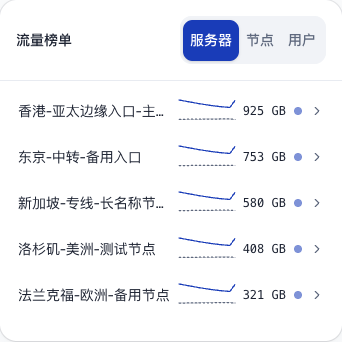 流量榜单
服务器 节点 用户
香港-亚太边缘入口-主… 925 GB
东京-中转-备用入口 753 GB
新加坡-专线-长名称节… 580 GB
洛杉矶-美洲-测试节点 408 GB
法兰克福-欧洲-备用节点 321 GB